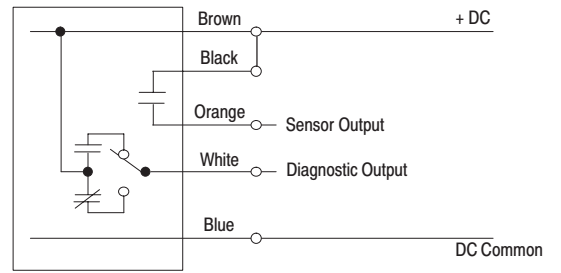 Brown
+ DC
Black
Orange
Sensor Output
White
Diagnostic Output
Blue
DC Common